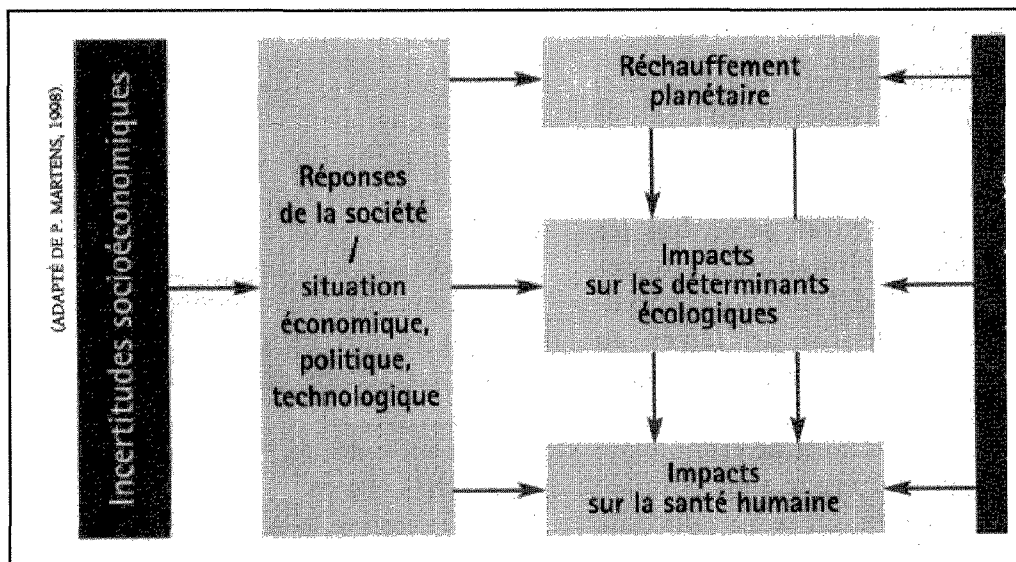 (ADAPTÉ DE P. MARTENS, 1998)
Incertitudes socioéconomiques
Réponses
de la société
/
situation
économique,
politique,
technologique
Réchauffement
planétaire
Impacts
sur les déterminants
écologiques
Impacts
sur la santé humaine